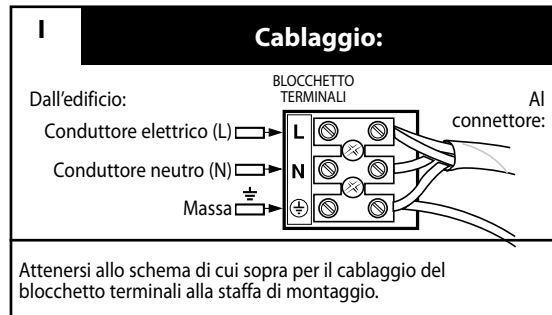 I
Cablaggio:
BLOCCHETTO
TERMINALI
Dall'edificio:
Al
connettore:
Conduttore elettrico (L)
L
Conduttore neutro (N)
N
Massa
Attenersi allo schema di cui sopra per il cablaggio del
blocchetto terminali alla staffa di montaggio.